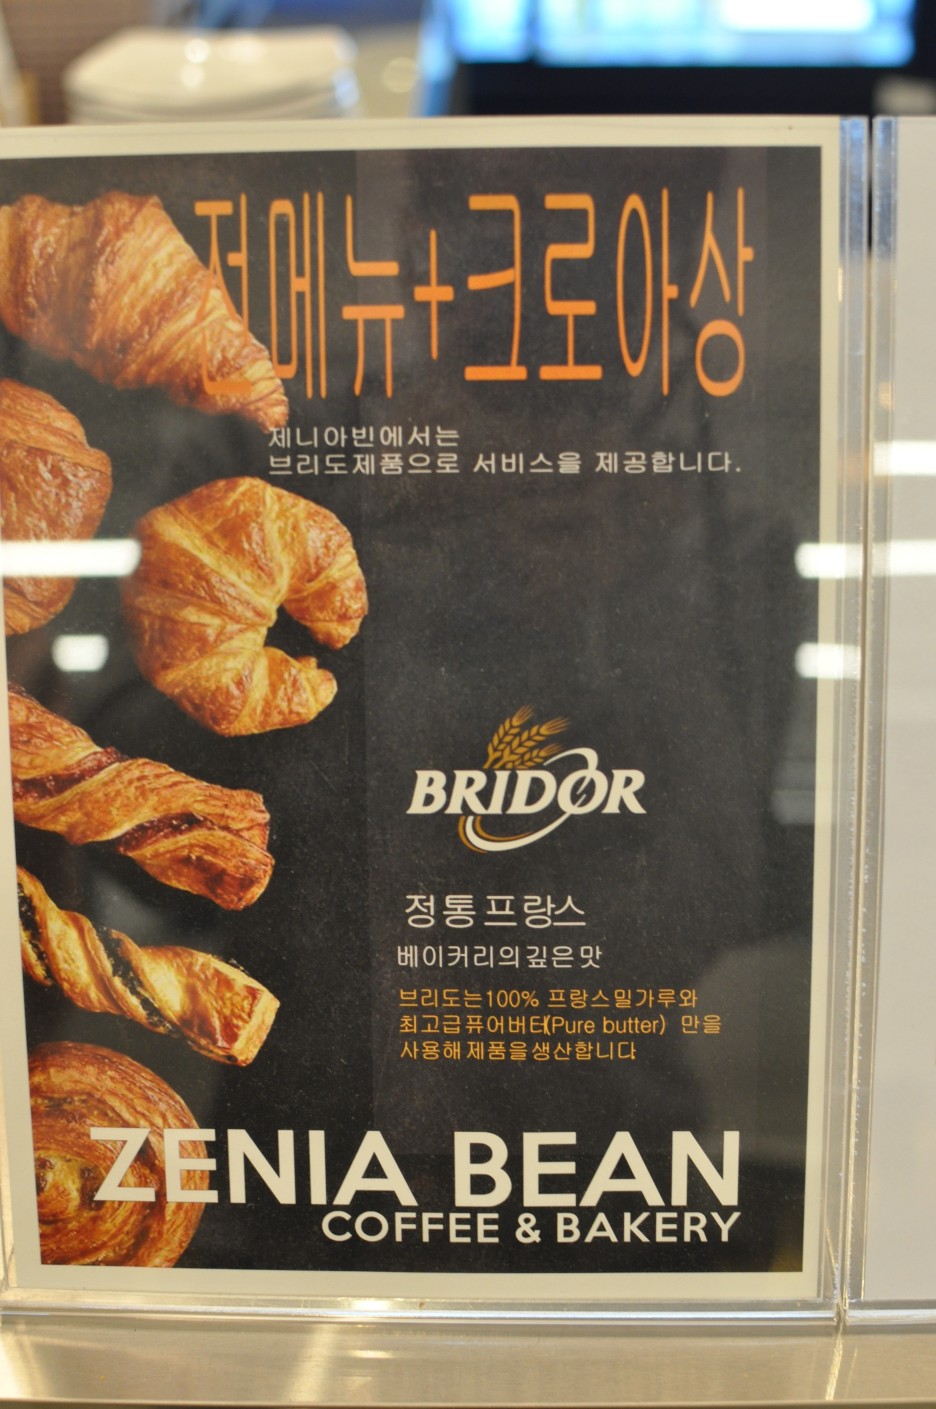 전메뉴+크로아상
제니아빈에서는
브리도제품으로 서비스을 제공합니다.
BRIDOR
정통프랑스
베이커리의깊은맛
브리도는100% 프랑스밀가루와
최고급퓨어버터(Pure butter) 만을
사용해제품을생산합니다
ZENIA BEAN
COFFEE & BAKERY